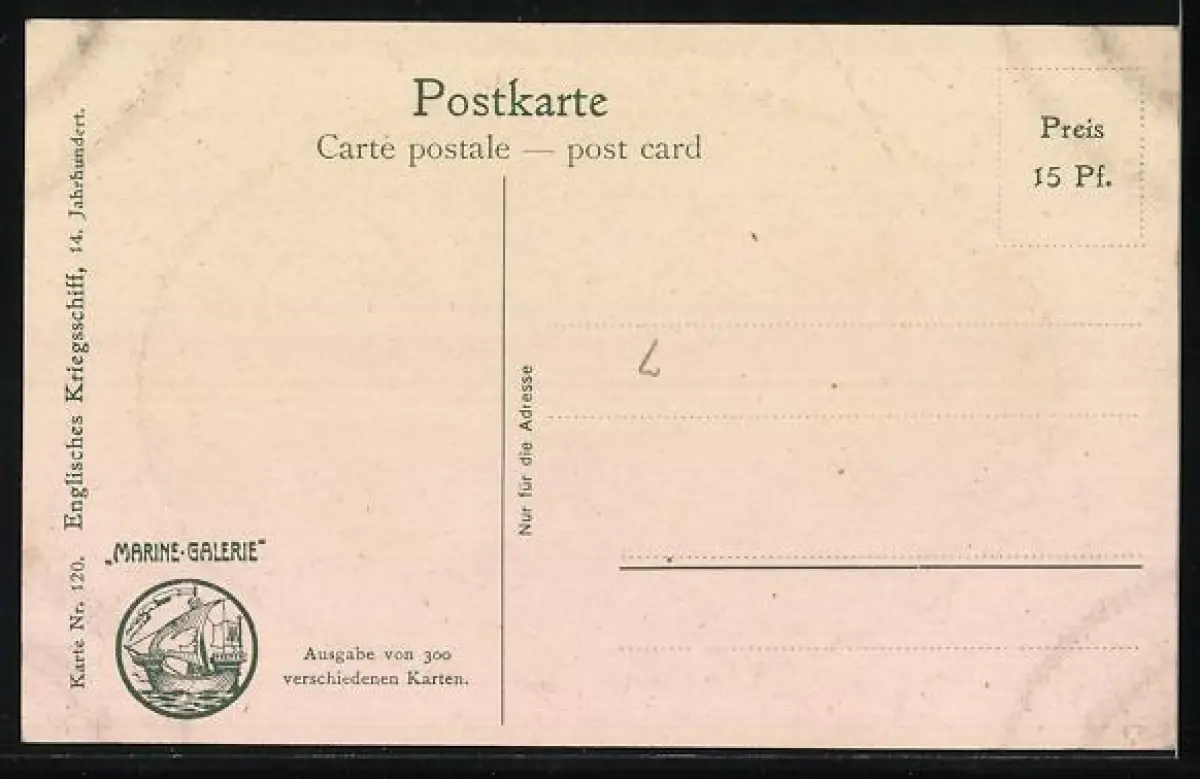 Postkarte
Carte postale — post card
Preis
15 Pf.
Karte Nr. 120. Englisches Kriegsschiff, 14. Jahrhundert.
Nur für die Adresse
„MARINE-GALERIE"
Ausgabe von 300
verschiedenen Karten.